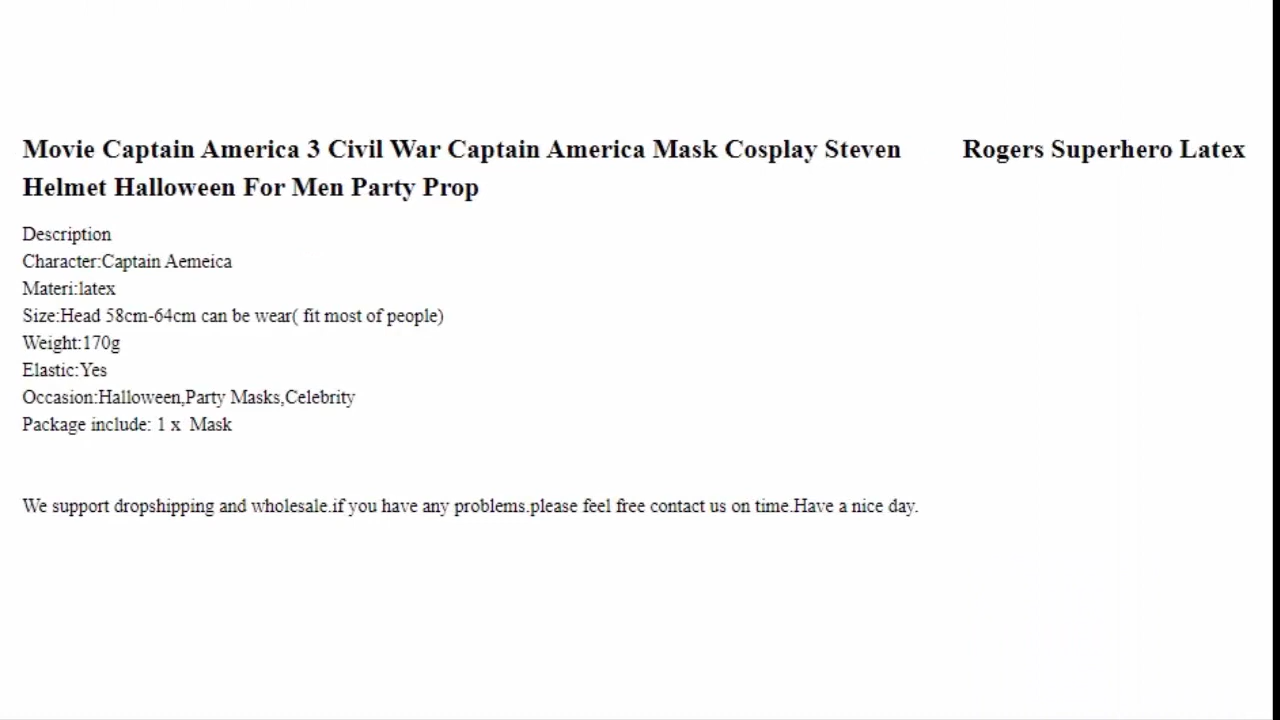 Movie Captain America 3 Civil War Captain America Mask Cosplay Steven Rogers Superhero Latex
Helmet Halloween For Men Party Prop
Description
Character:Captain Aemeica
Materi:latex
Size:Head 58cm-64cm can be wear( fit most of people)
Weight:170g
Elastic:Yes
Occasion:Halloween,Party Masks,Celebrity
Package include: 1 x  Mask
We support dropshipping and wholesale.if you have any problems.please feel free contact us on time.Have a nice day.